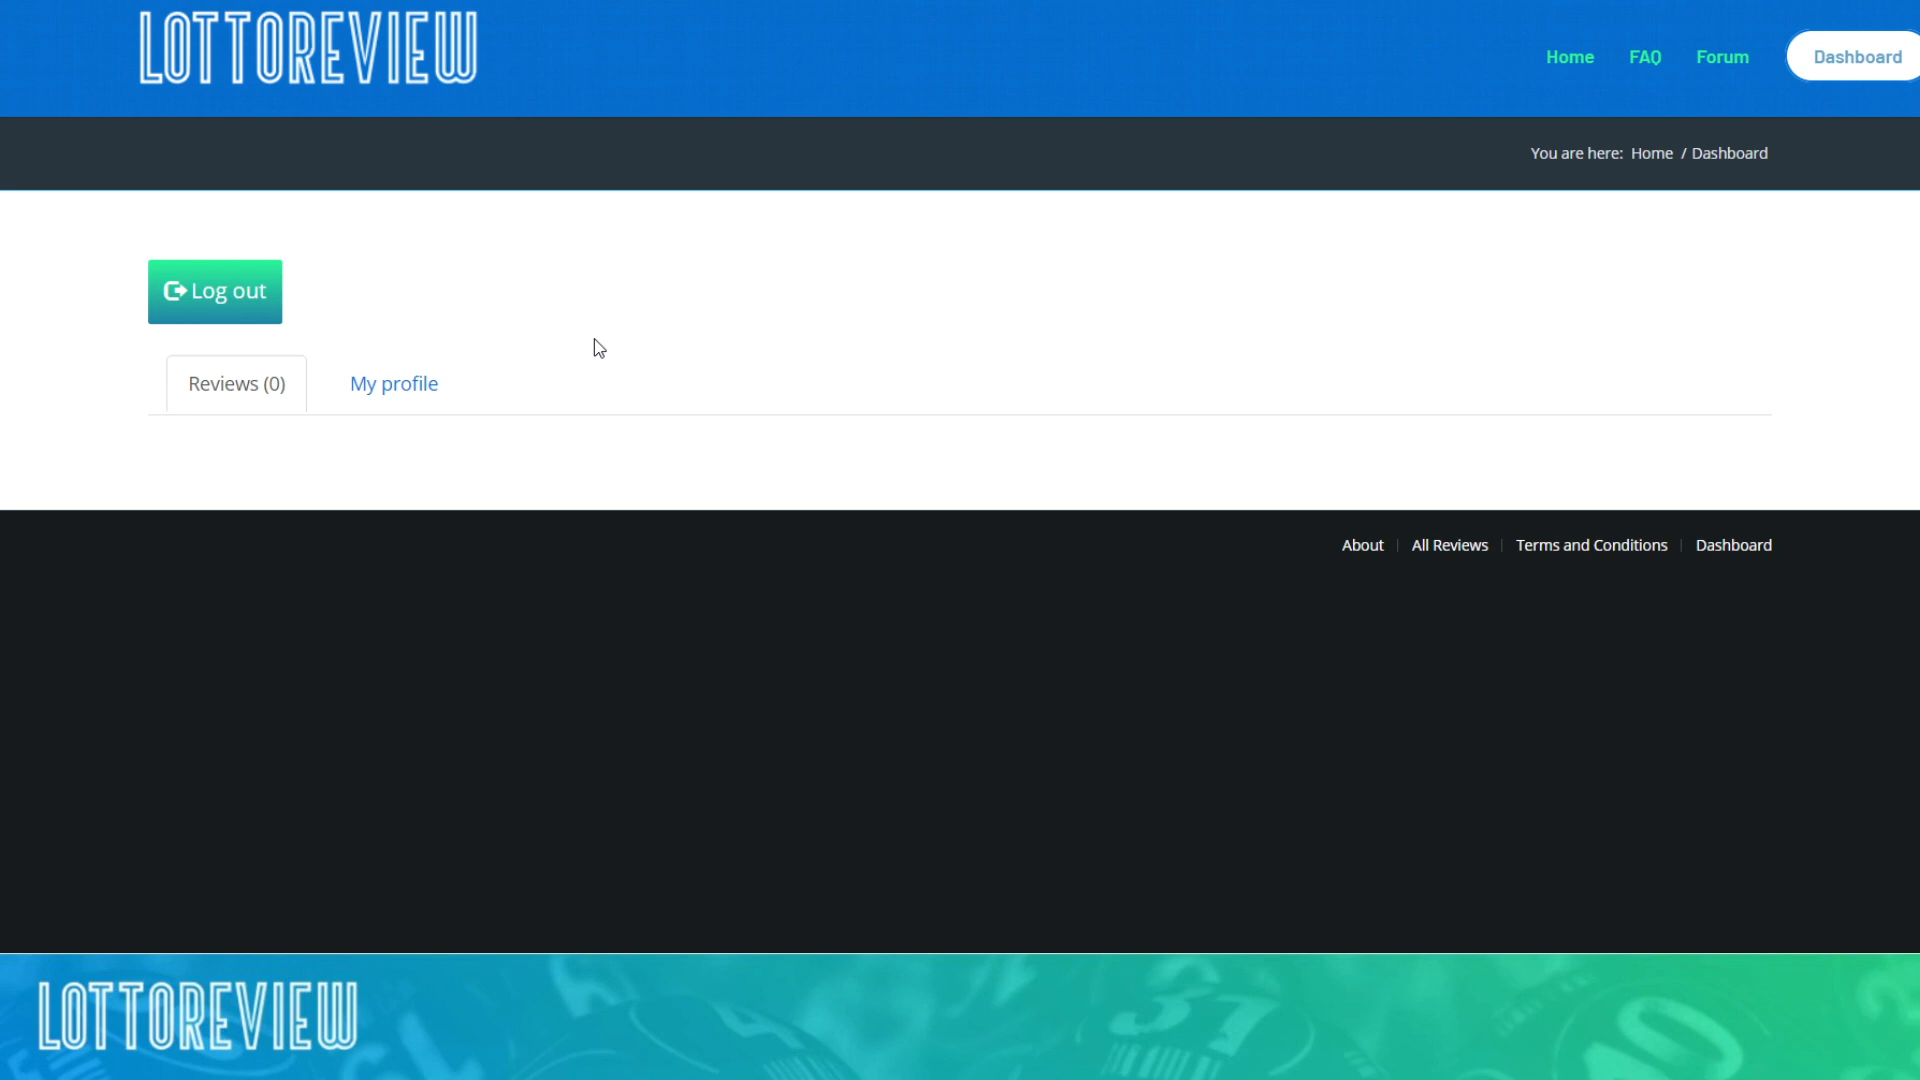 LOTTOREVIEW
Home FAQ Forum Dashboard
You are here: Home / Dashboard
Log out
Reviews (0) My profile
About | All Reviews | Terms and Conditions | Dashboard
LOTTOREVIEW
31